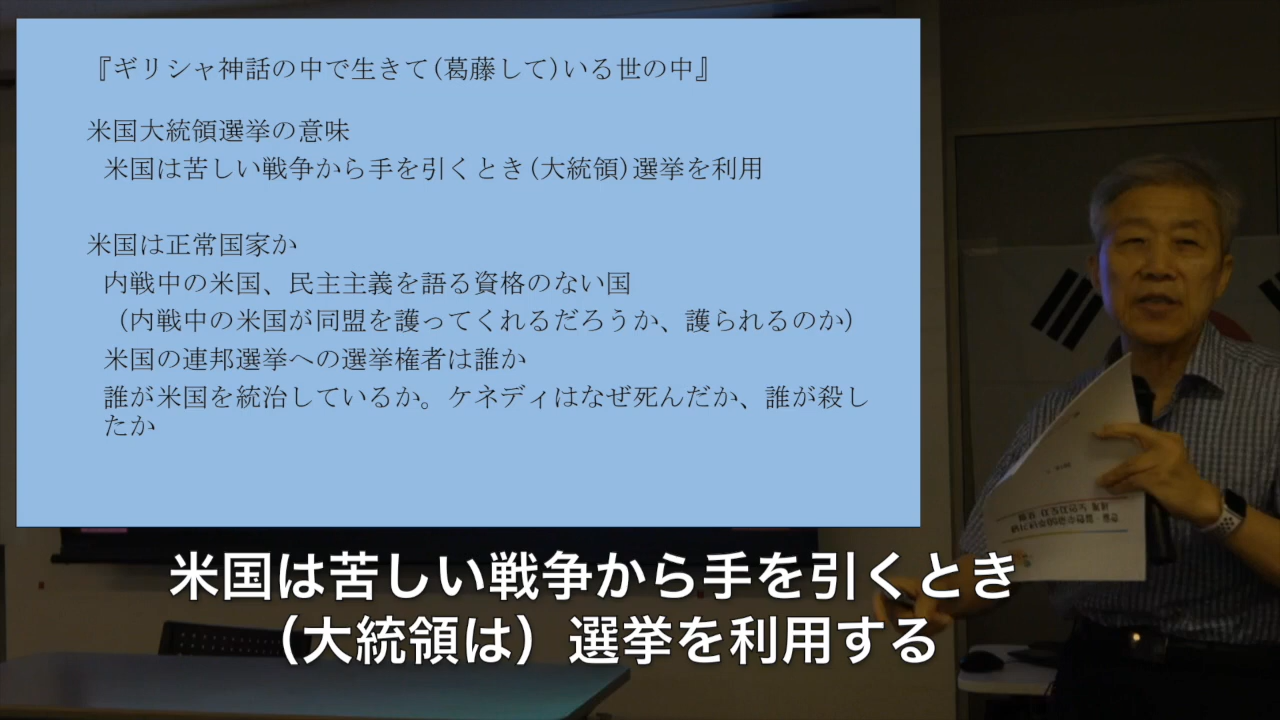 『ギリシャ神話の中で生きて(葛藤して)いる世の中』
米国大統領選挙の意味
米国は苦しい戦争から手を引くとき(大統領)選挙を利用
米国は正常国家か
内戦中の米国、民主主義を語る資格のない国
(内戦中の米国が同盟を護ってくれるだろうか、護られるのか)
米国の連邦選挙への選挙権者は誰か
誰が米国を統治しているか。ケネディはなぜ死んだか、誰が殺し
たか
米国は苦しい戦争から手を引くとき
（大統領は）選挙を利用する